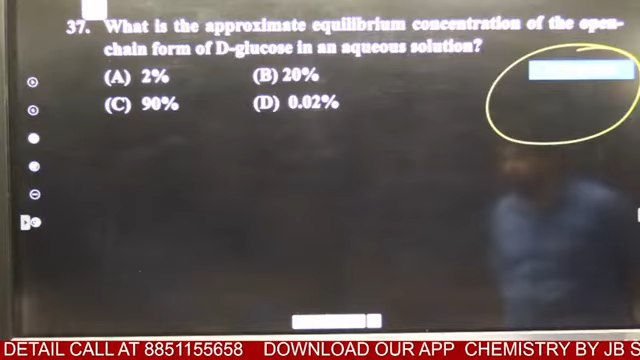 37. What is the approximate equilibrium concentration of the open-
chain form of D-glucose in an aqueous solution?
(A) 2% (B) 20%
(C) 90% (D) 0.02%
DETAIL CALL AT 8851155658 DOWNLOAD OUR APP CHEMISTRY BY JB S